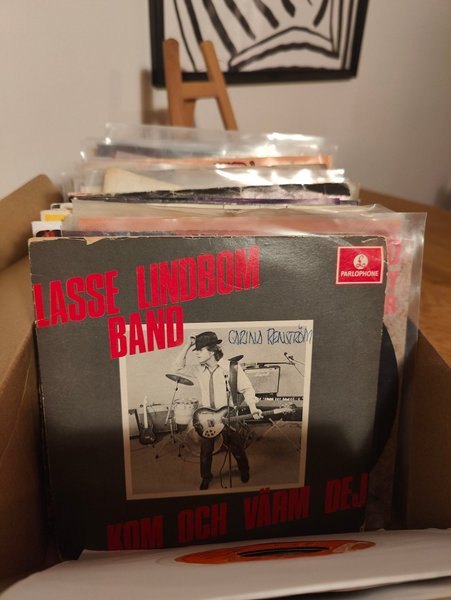 LASSE LINDBOM
BAND
PARLOPHONE
CARINA RENSTRÖM
KOM OCH VÄRM DEJ